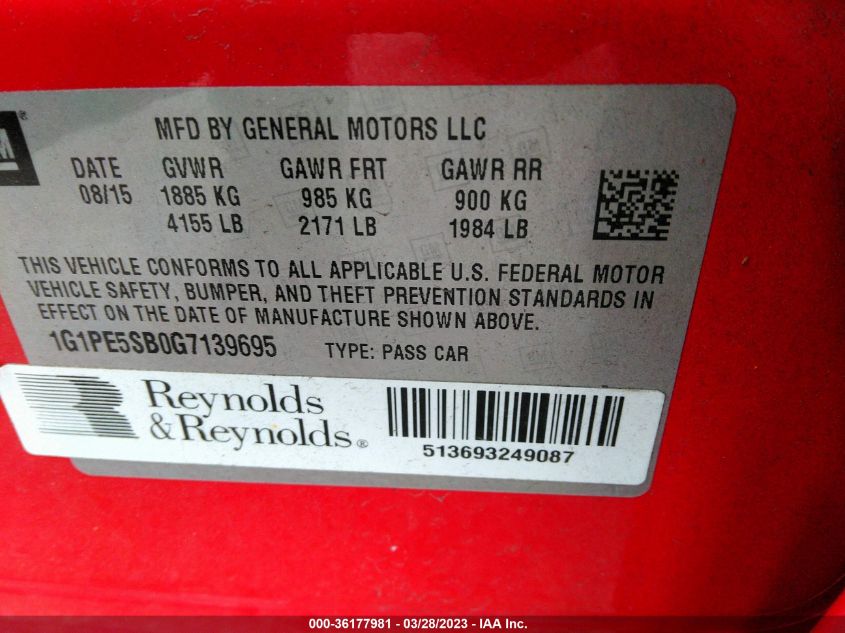 MFD BY GENERAL MOTORS LLC
DATE GVWR GAWR FRT GAWR RR
08/15 1885 KG 985 KG 900 KG
4155 LB 2171 LB 1984 LB
THIS VEHICLE CONFORMS TO ALL APPLICABLE U.S. FEDERAL MOTOR
VEHICLE SAFETY, BUMPER, AND THEFT PREVENTION STANDARDS IN
EFFECT ON THE DATE OF MANUFACTURE SHOWN ABOVE.
1G1PE5SB0G7139695 TYPE: PASS CAR
Reynolds
& Reynolds®
513693249087
000-36177981 - 03/28/2023 - IAA Inc.